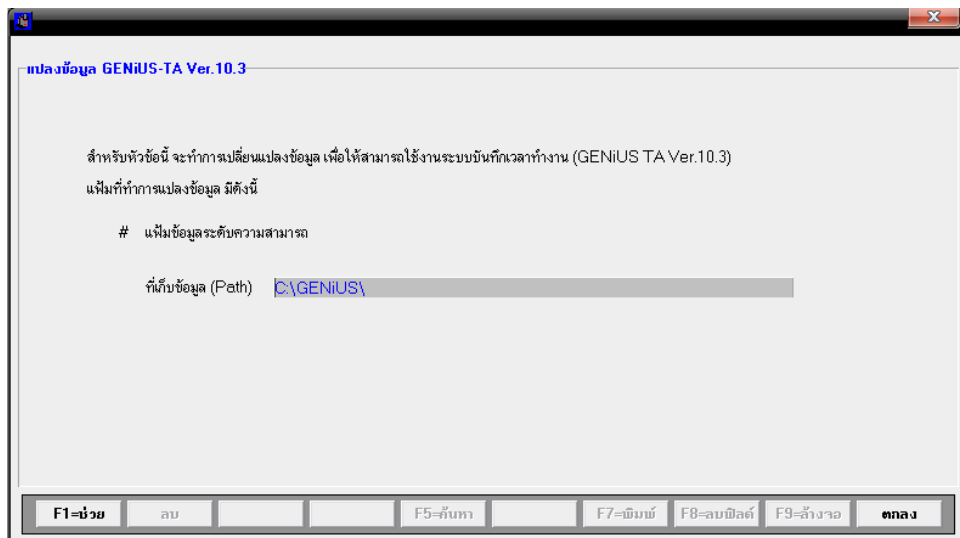 แปลงข้อมูล GENiUS-TA Ver.10.3
สำหรับหัวข้อนี้ จะทำการเปลี่ยนแปลงข้อมูล เพื่อให้สามารถใช้งานระบบบันทึกเวลาทำงาน (GENiUS TA Ver.10.3)
แฟ้มที่ทำการแปลงข้อมูล มีดังนี้
# แฟ้มข้อมูลระดับความสามารถ
ที่เก็บข้อมูล (Path) C:\GENiUS\
F1=ช่วย ลบ F5=ค้นหา F7=พิมพ์ F8=ลบฟิลด์ F9=ล้างจอ ตกลง